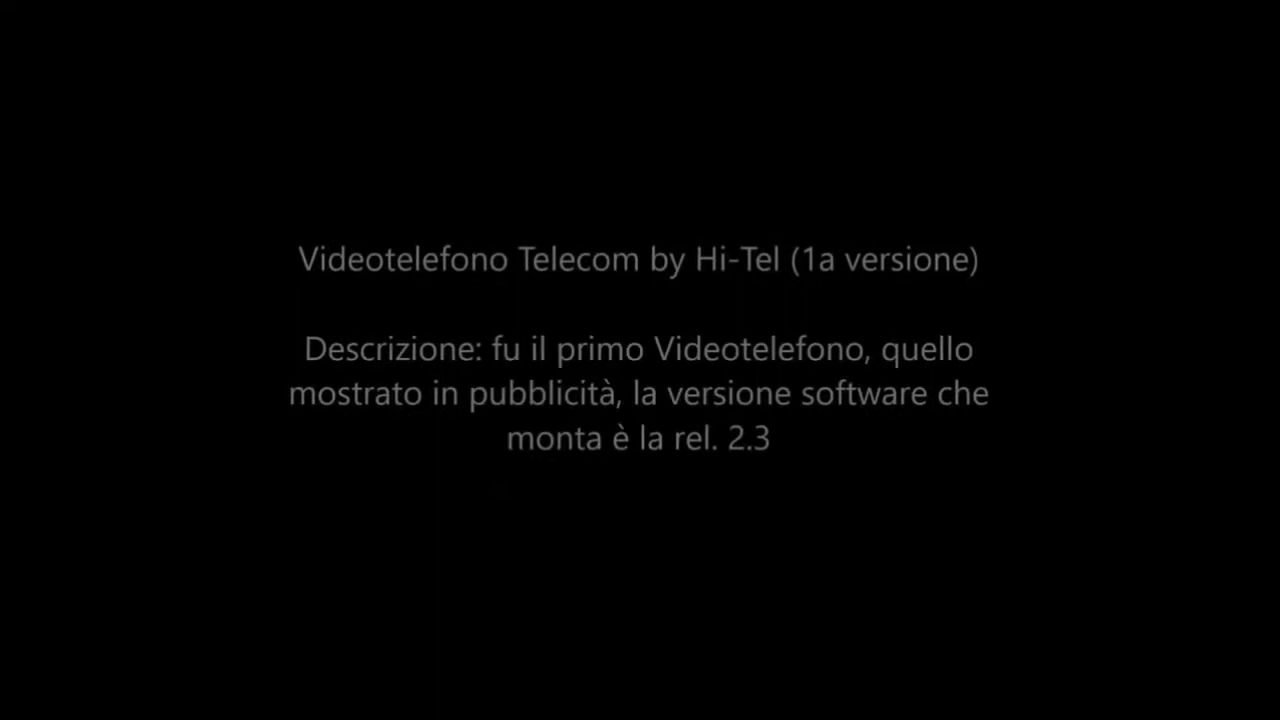 Videotelefono Telecom by Hi-Tel (1a versione)
Descrizione: fu il primo Videotelefono, quello
mostrato in pubblicità, la versione software che
monta è la rel. 2.3